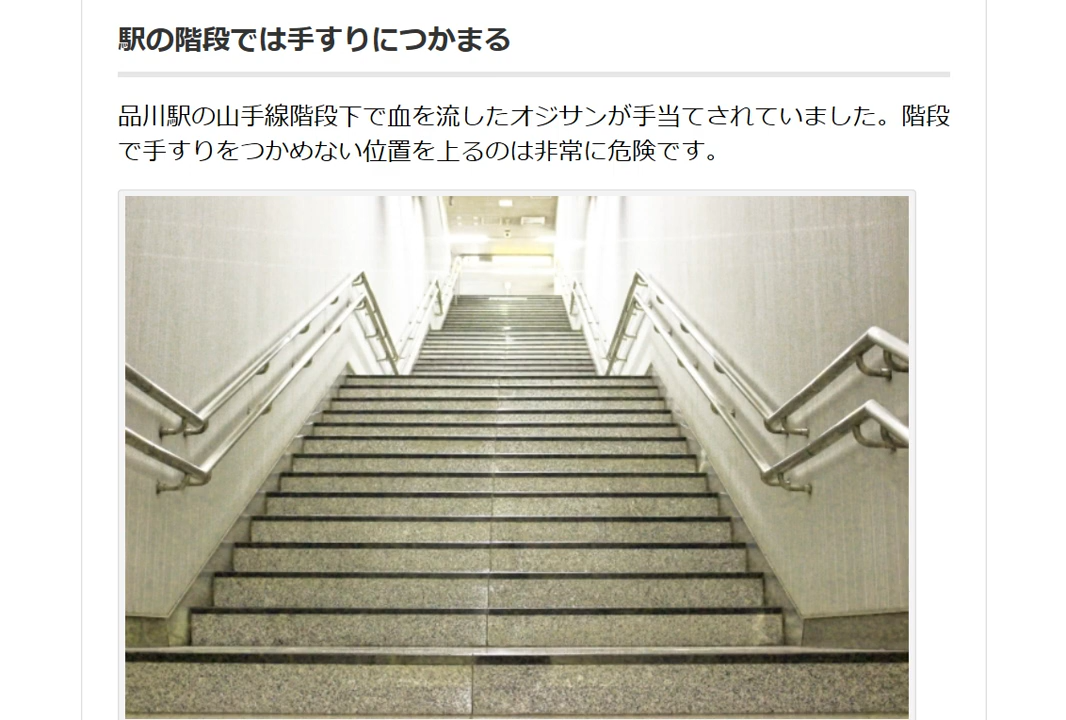 駅の階段では手すりにつかまる
品川駅の山手線階段下で血を流したオジサンが手当てされていました。階段
で手すりをつかめない位置を上るのは非常に危険です。